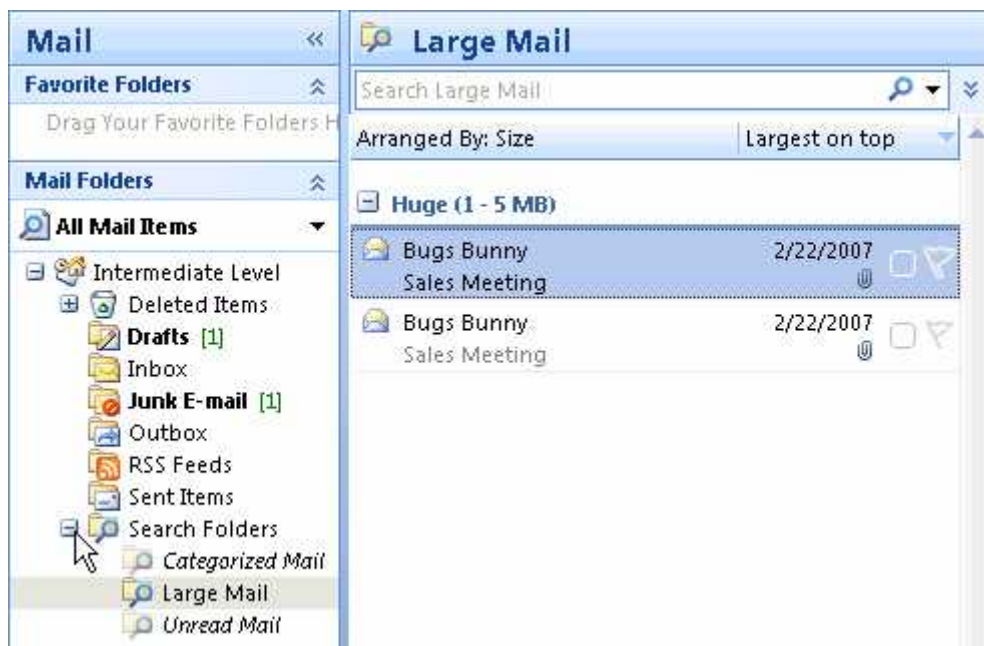 Mail
Favorite Folders
Drag Your Favorite Folders H
Mail Folders
All Mail Items
Intermediate Level
Deleted Items
Drafts [1]
Inbox
Junk E-mail [1]
Outbox
RSS Feeds
Sent Items
Search Folders
Categorized Mail
Large Mail
Unread Mail
Large Mail
Search Large Mail
Arranged By: Size Largest on top
Huge (1 - 5 MB)
Bugs Bunny 2/22/2007
Sales Meeting
Bugs Bunny 2/22/2007
Sales Meeting